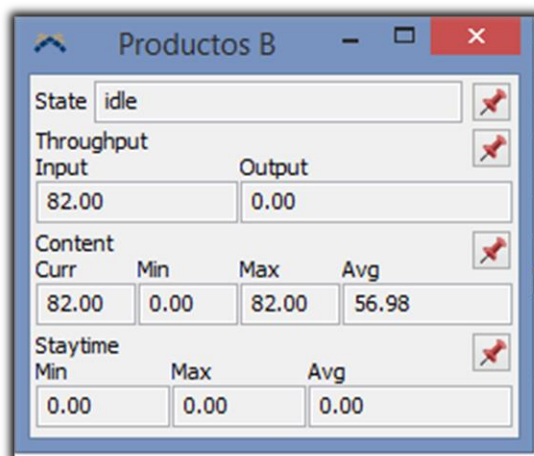 Productos B
State idle
Throughput
Input Output
82.00 0.00
Content
Curr Min Max Avg
82.00 0.00 82.00 56.98
Staytime
Min Max Avg
0.00 0.00 0.00